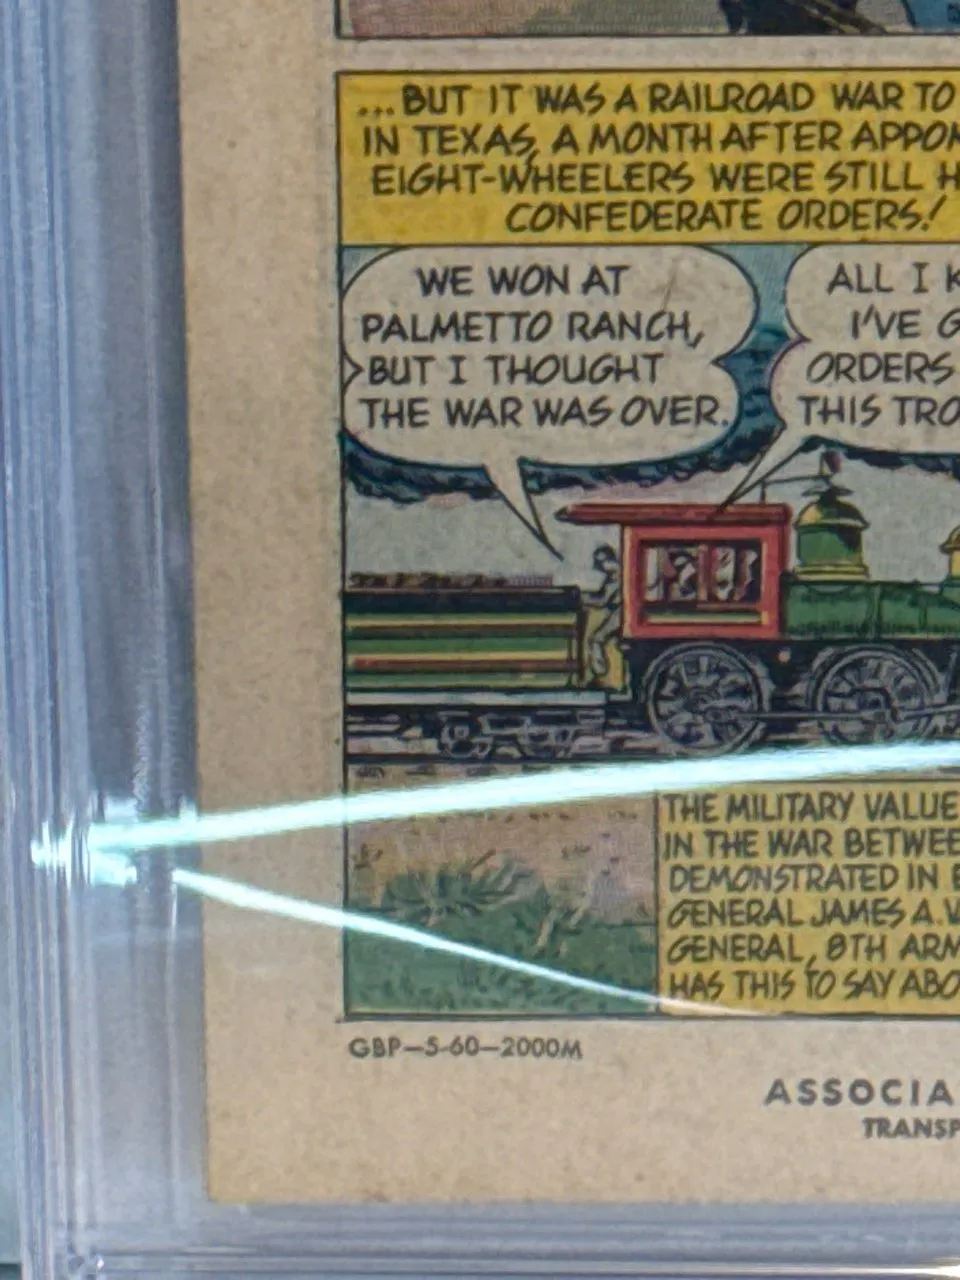 ...BUT IT WAS A RAILROAD WAR TO
IN TEXAS, A MONTH AFTER
EIGHT-WHEELERS WERE STILL
CONFEDERATE ORDERS!
WE WON AT
PALMETTO RANCH,
BUT I THOUGHT
THE WAR WAS OVER.
ALL I
I'VE
ORDERS
THIS
THE MILITARY VALUE
IN THE WAR
DEMONSTRATED IN
GENERAL JAMES A.
GENERAL, 8TH
HAS THIS TO SAY
GBP-5-60-2000M